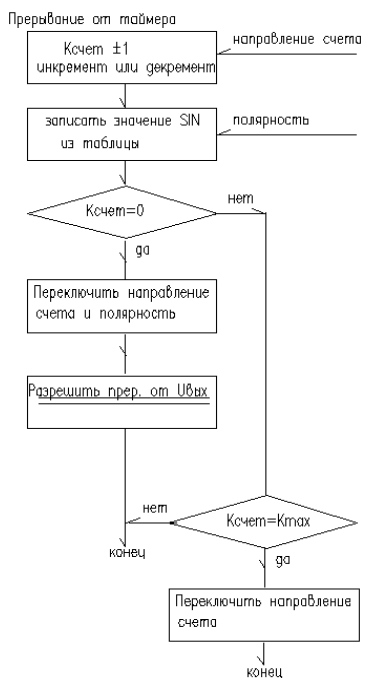 Прерывание от таймера
Ксчет ±1
инкремент или декремент
направление счета
записать значение SIN
из таблицы
полярность
Ксчет=0
нет
да
Переключить направление
счета и полярность
Разрешить прер. от Uвых
нет
Ксчет=Kmax
конец
да
Переключить направление
счета
конец